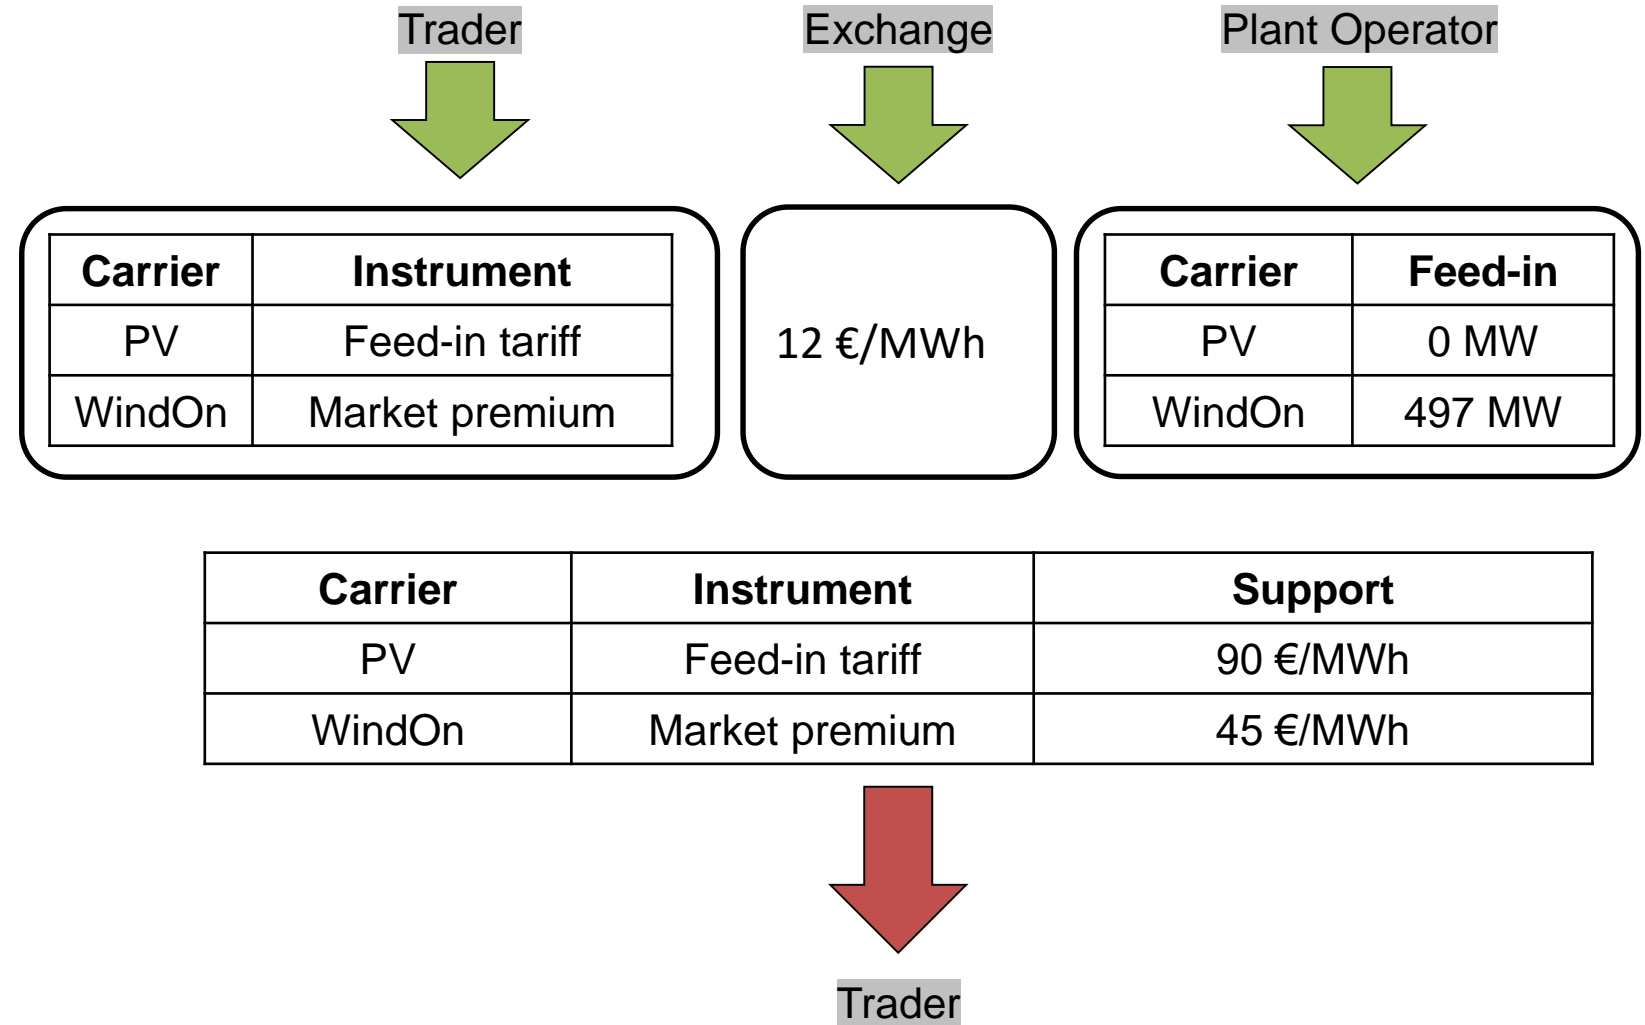 Trader Exchange Plant Operator
Carrier Instrument
PV Feed-in tariff
WindOn Market premium
12 €/MWh
Carrier Feed-in
PV 0 MW
WindOn 497 MW
Carrier Instrument Support
PV Feed-in tariff 90 €/MWh
WindOn Market premium 45 €/MWh
Trader